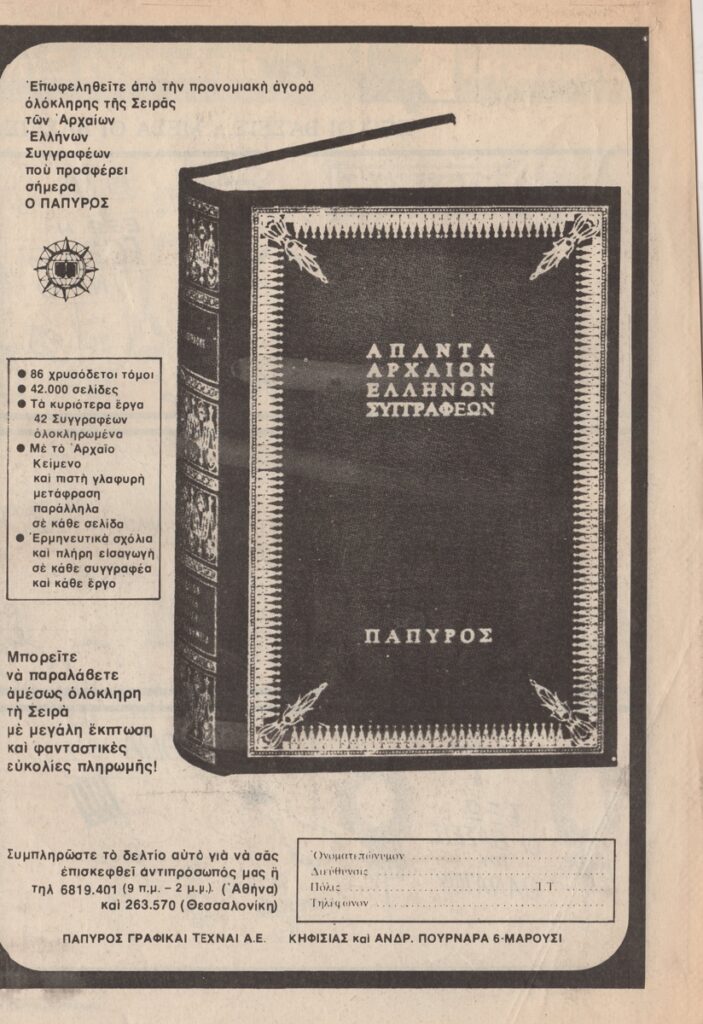 Ἐπωφεληθεῖτε ἀπὸ τὴν προνομιακὴ ἀγορὰ
ὁλόκληρης τῆς Σειρᾶς
τῶν Ἀρχαίων
Ἑλλήνων
Συγγραφέων
ποὺ προσφέρει
σήμερα
Ο ΠΑΠΥΡΟΣ
● 86 χρυσόδετοι τόμοι
● 42.000 σελίδες
● Τὰ κυριότερα ἔργα
42 Συγγραφέων
ὁλοκληρωμένα
● Μὲ τὸ Ἀρχαῖο
Κείμενο
καὶ πιστὴ γλαφυρὴ
μετάφραση
παράλληλα
σὲ κάθε σελίδα
● Ἑρμηνευτικὰ σχόλια
καὶ πλήρη εἰσαγωγὴ
σὲ κάθε συγγραφέα
καὶ κάθε ἔργο
ΑΠΑΝΤΑ
ΑΡΧΑΙΩΝ
ΕΛΛΗΝΩΝ
ΣΥΓΓΡΑΦΕΩΝ
ΠΑΠΥΡΟΣ
Μπορεῖτε
νὰ παραλάβετε
ἀμέσως ὁλόκληρη
τὴ Σειρὰ
μὲ μεγάλη ἔκπτωση
καὶ φανταστικὲς
εὐκολίες πληρωμῆς!
Συμπληρῶστε τὸ δελτίο αὐτὸ γιὰ νὰ σᾶς
ἐπισκεφθεῖ ἀντιπρόσωπός μας ἢ
τηλ 6819.401 (9 π.μ. – 2 μ.μ.). (Ἀθήνα)
καὶ 263.570 (Θεσσαλονίκη)
Ὀνοματεπώνυμον
Διεύθυνσις
Πόλις Τ.Τ.
Τηλέφωνον
ΠΑΠΥΡΟΣ ΓΡΑΦΙΚΑΙ ΤΕΧΝΑΙ Α.Ε. ΚΗΦΙΣΙΑΣ καὶ ΑΝΔΡ. ΠΟΥΡΝΑΡΑ 6-ΜΑΡΟΥΣΙ